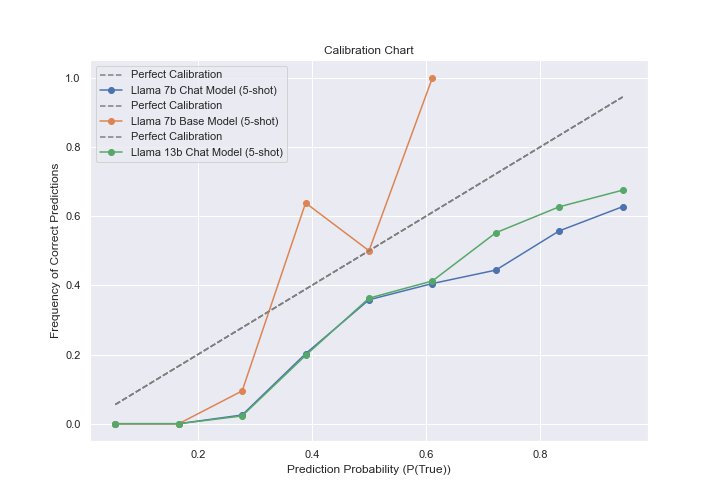 Calibration Chart
Perfect Calibration
Llama 7b Chat Model (5-shot)
Perfect Calibration
Llama 7b Base Model (5-shot)
Perfect Calibration
Llama 13b Chat Model (5-shot)
Frequency of Correct Predictions
1.0
0.8
0.6
0.4
0.2
0.0
0.2
0.4
0.6
0.8
Prediction Probability (P(True))